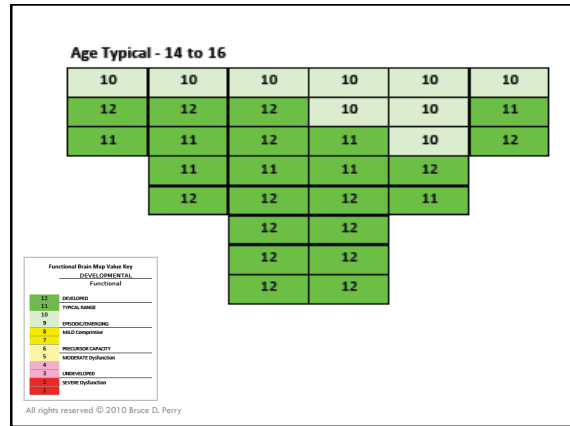 Age Typical - 14 to 16
10 10 10 10 10 10
12 12 12 10 10 11
11 11 12 11 10 12
11 11 11 12
12 12 12 11
12 12
12 12
12 12
Functional Brain Map Value Key
DEVELOPMENTAL
Functional
12 DEVELOPED
11 TYPICAL RANGE
10
9 EPISODIC/EMERGING
8 MILD Comprimise
7
6 PRECURSOR CAPACITY
5 MODERATE Dysfunction
4
3 UNDEVELOPED
2 SEVERE Dysfunction
1
All rights reserved © 2010 Bruce D. Perry